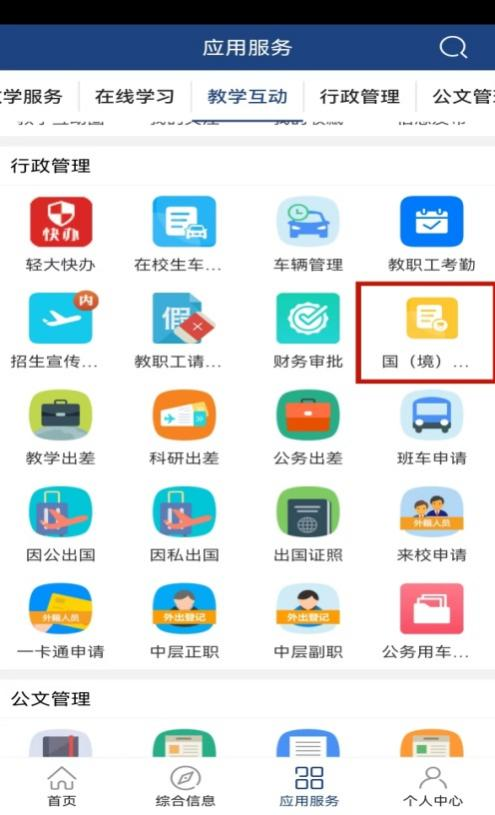 应用服务
学服务 在线学习 教学互动 行政管理 公文管
行政管理
快办
轻大快办 在校生车... 车辆管理 教职工考勤
内
假
招生宣传... 教职工请... 财务审批 国（境）...
教学出差 科研出差 公务出差 班车申请
外籍人员
因公出国 因私出国 出国证照 来校申请
外籍人员 外出登记 外出登记
一卡通申请 中层正职 中层副职 公务用车...
公文管理
首页 综合信息 应用服务 个人中心